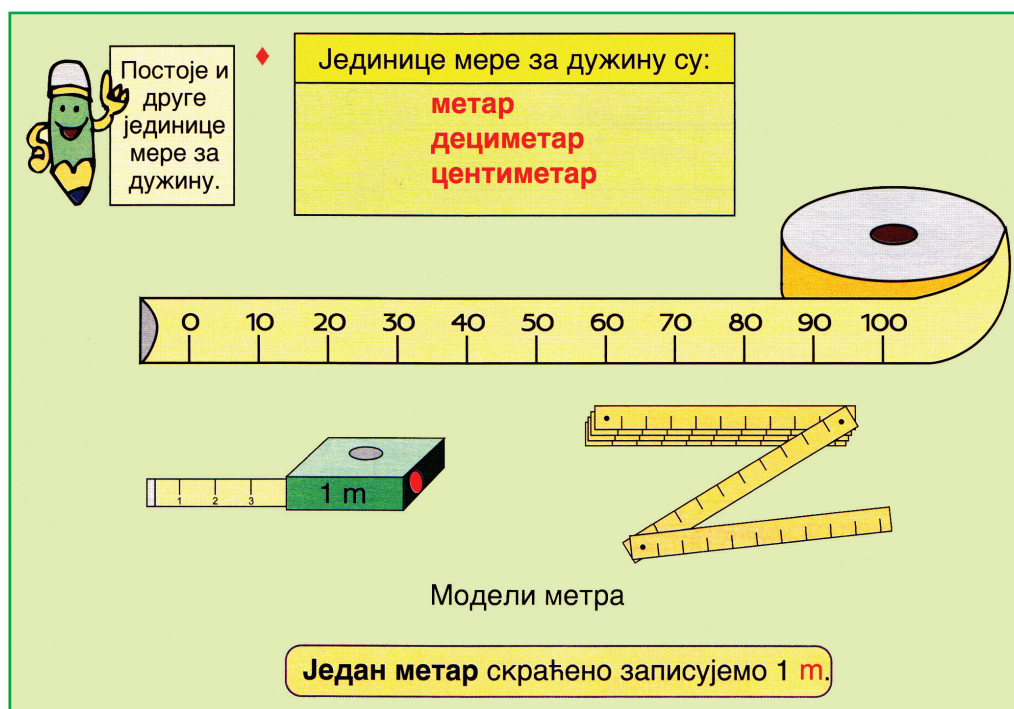 Постоје и
друге
јединице
мере за
дужину.
♦
Јединице мере за дужину су:
метар
дециметар
центиметар
0 10 20 30 40 50 60 70 80 90 100
1 2 3
1 m
Модели метра
Један метар скраћено записујемо 1 m.